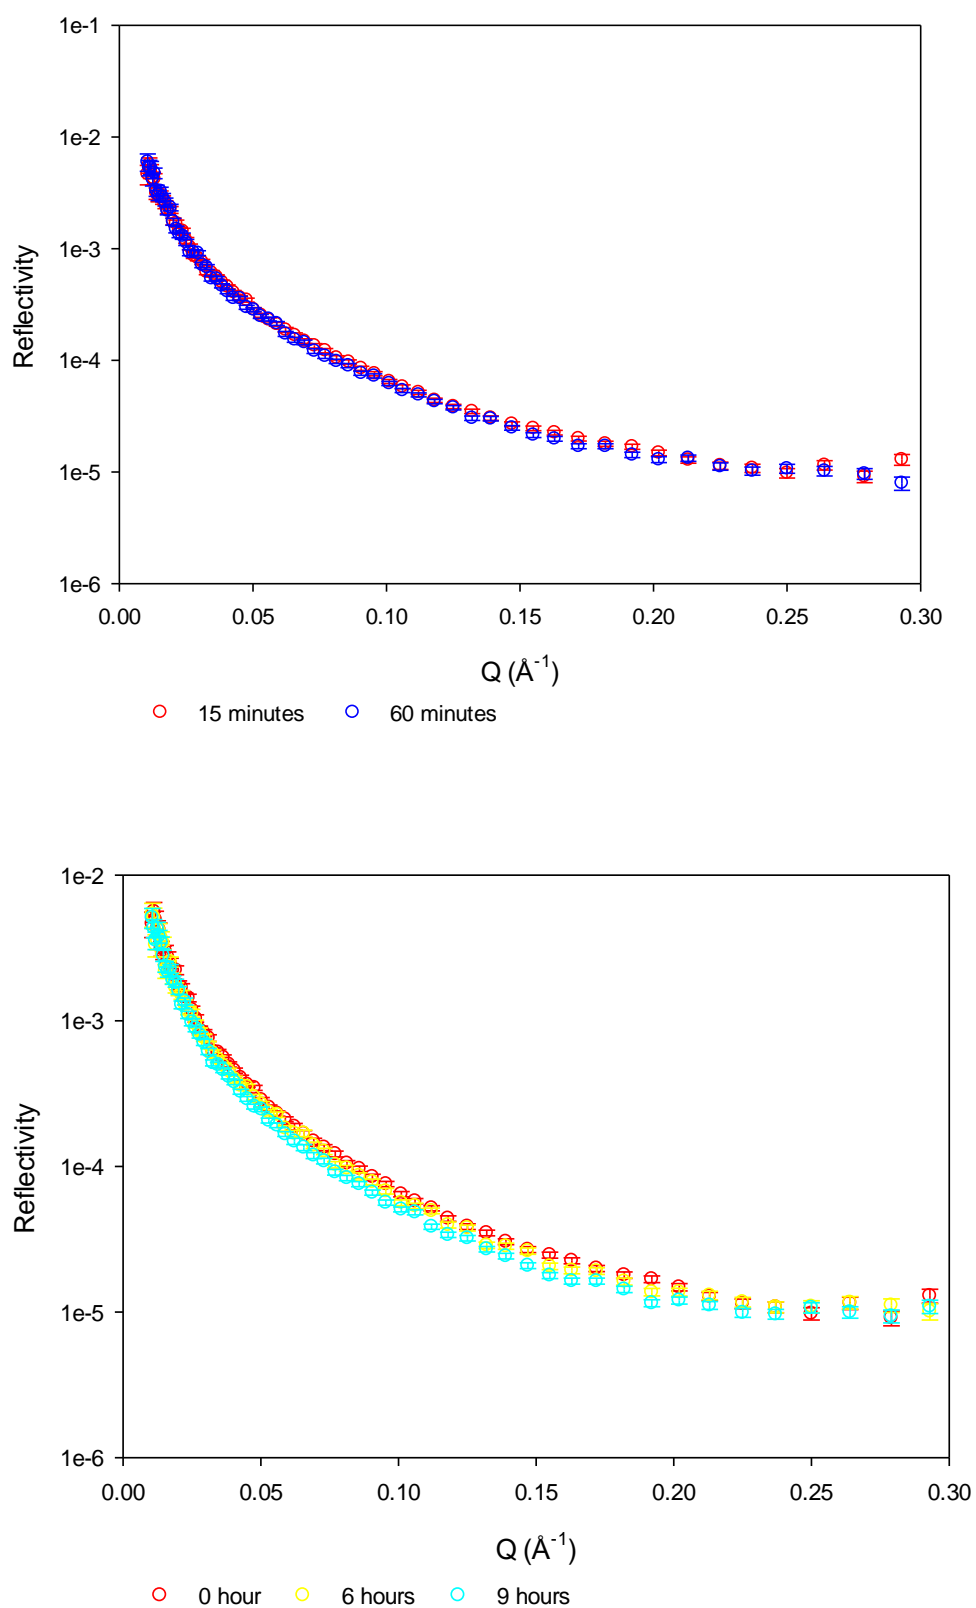 1e-1
1e-2
1e-3
1e-4
1e-5
1e-6
Reflectivity
0.00 0.05 0.10 0.15 0.20 0.25 0.30
Q (Å⁻¹)
15 minutes 60 minutes
1e-2
1e-3
1e-4
1e-5
1e-6
Reflectivity
0.00 0.05 0.10 0.15 0.20 0.25 0.30
Q (Å⁻¹)
0 hour 6 hours 9 hours